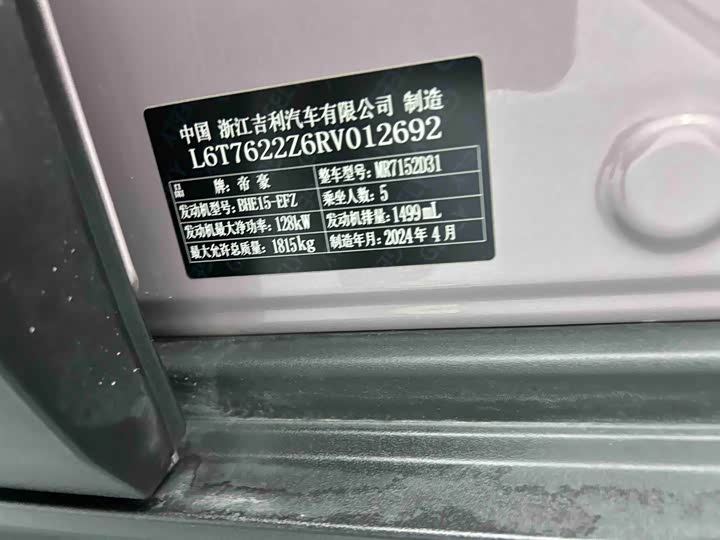 中国 浙江吉利汽车有限公司 制造
L6T7622Z6RV012692
品牌：帝豪 整车型号：MR7152D31
发动机型号：BHE15-EFZ 乘坐人数：5
发动机最大净功率：128kW 发动机排量：1499mL
最大允许总质量：1815kg 制造年月：2024年4月